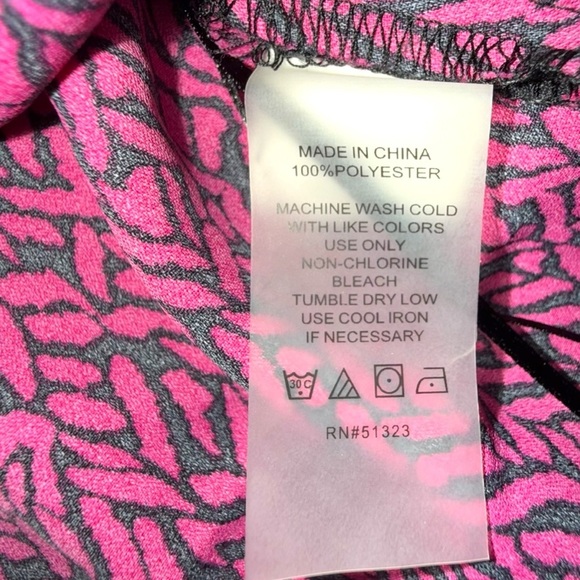 MADE IN CHINA
100%POLYESTER
MACHINE WASH COLD
WITH LIKE COLORS
USE ONLY
NON-CHLORINE
BLEACH
TUMBLE DRY LOW
USE COOL IRON
IF NECESSARY
30 C
RN#51323